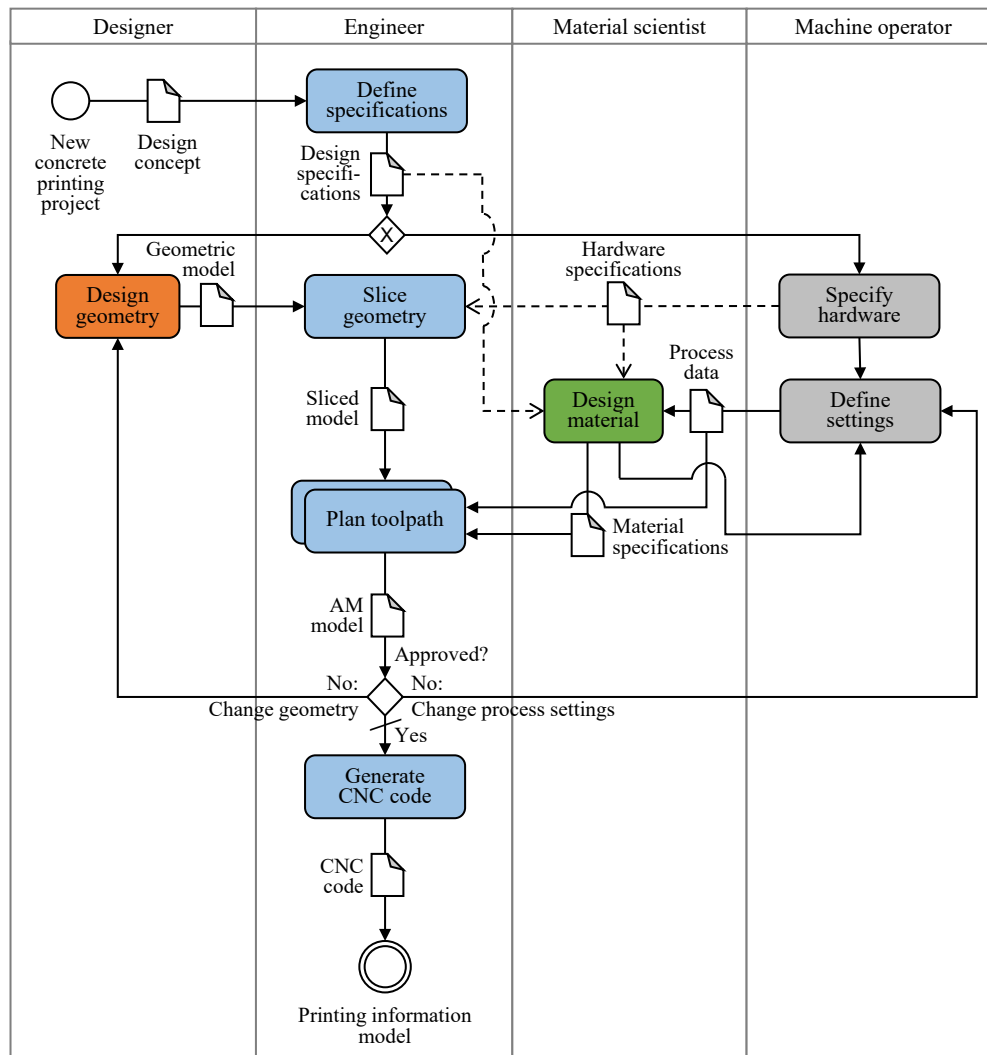 Designer
Engineer
Material scientist
Machine operator
New
concrete
printing
project
Design
concept
Define
specifications
Design
specifi-
cations
X
Geometric
model
Hardware
specifications
Design
geometry
Slice
geometry
Specify
hardware
Process
data
Sliced
model
Design
material
Define
settings
Plan toolpath
Material
specifications
AM
model
Approved?
No:
Change geometry
No:
Change process settings
Yes
Generate
CNC code
CNC
code
Printing information
model